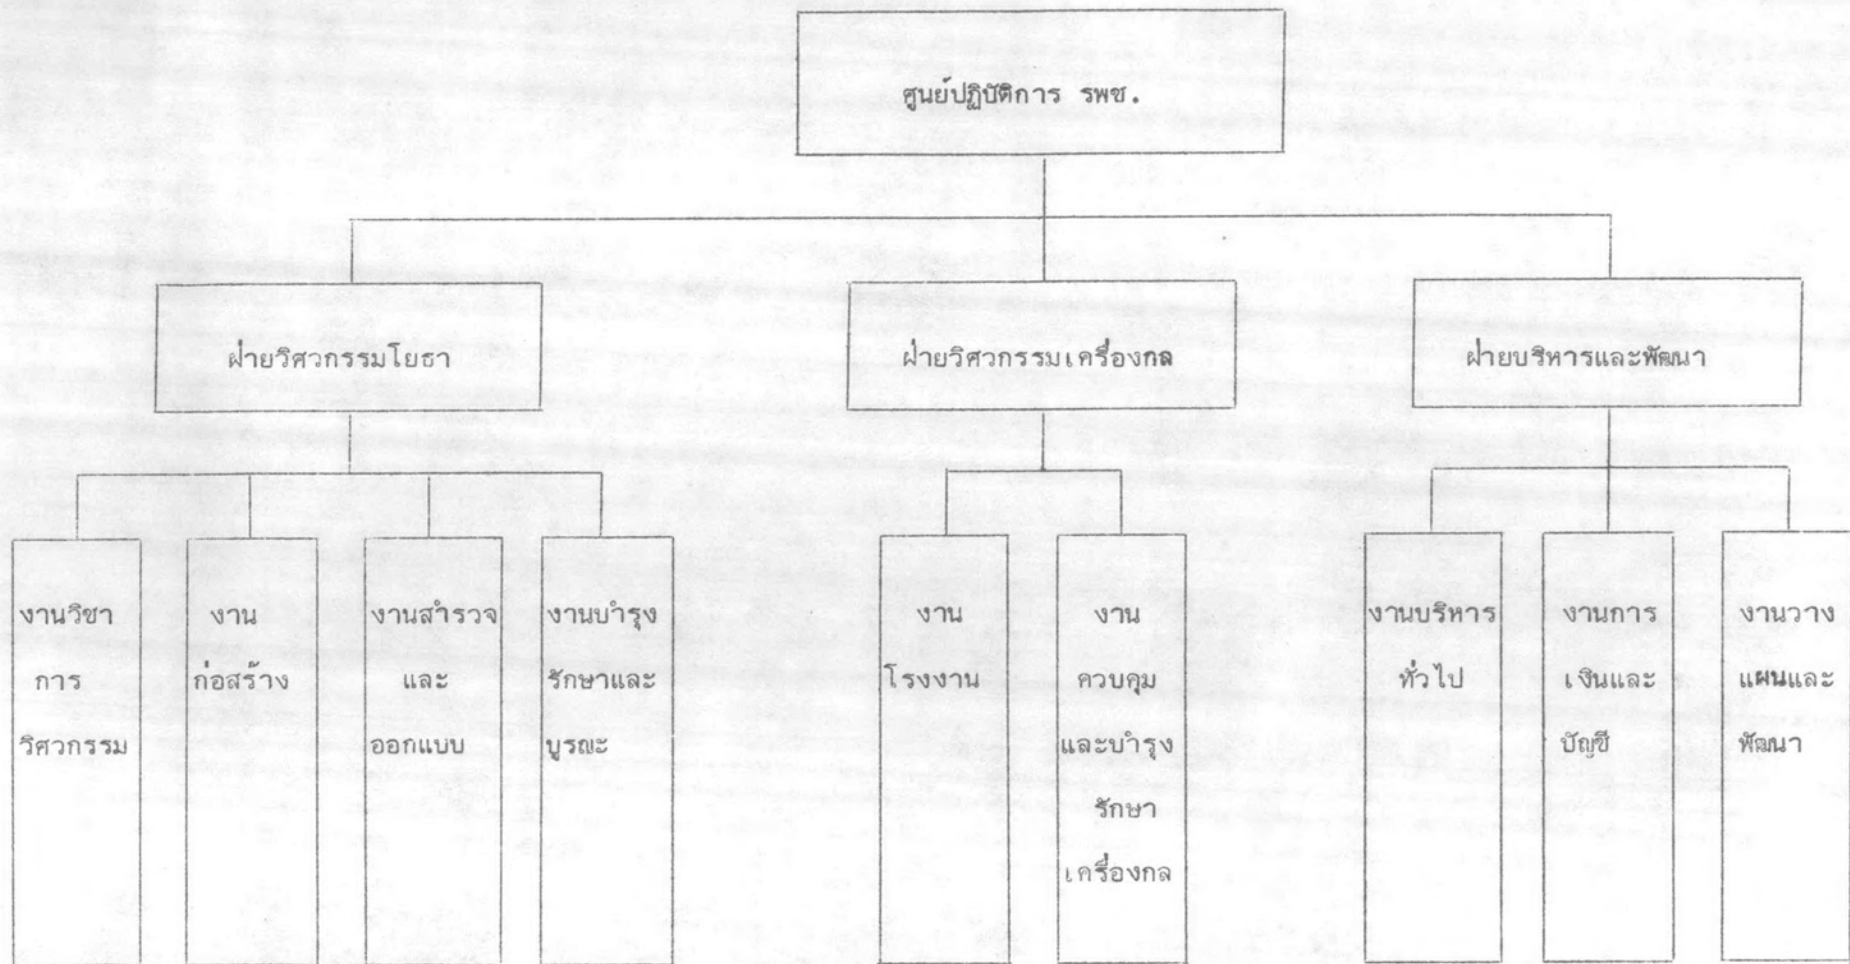 ศูนย์ปฏิบัติการ รพช.
ฝ่ายวิศวกรรมโยธา
ฝ่ายวิศวกรรมเครื่องกล
ฝ่ายบริหารและพัฒนา
งานวิชา
การ
วิศวกรรม
งาน
ก่อสร้าง
งานสำรวจ
และ
ออกแบบ
งานบำรุง
รักษาและ
บูรณะ
งาน
โรงงาน
งาน
ควบคุม
และบำรุง
รักษา
เครื่องกล
งานบริหาร
ทั่วไป
งานการ
เงินและ
บัญชี
งานวาง
แผนและ
พัฒนา